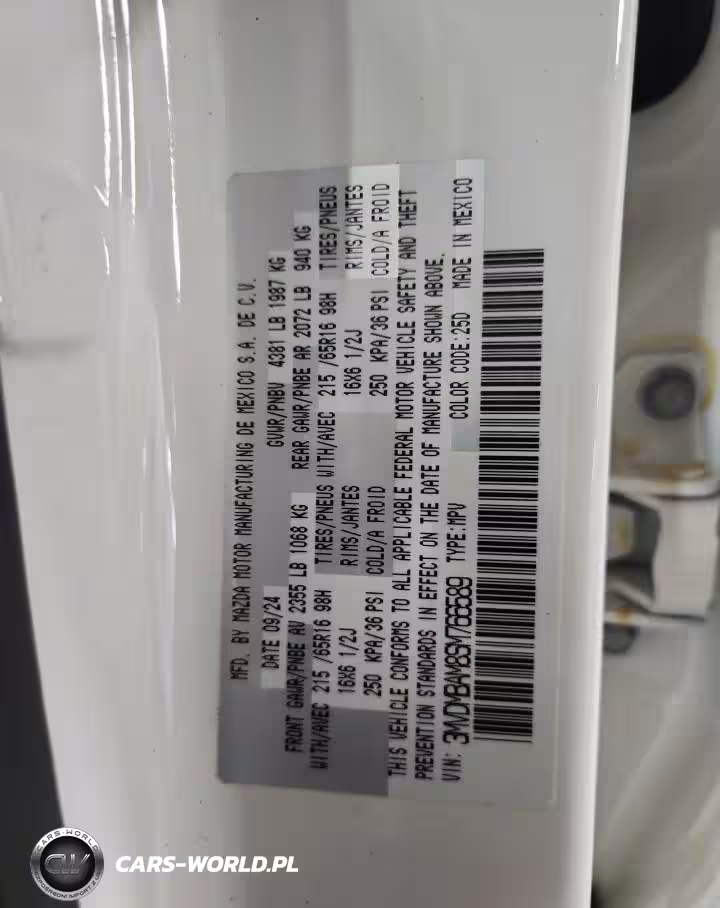 MFD. BY MAZDA MOTOR MANUFACTURING DE MEXICO S.A. DE C.V.
DATE 09/24 GVWR/PNBV 4381 LB 1987 KG
FRONT GAWR/PNBE AV 2355 LB 1068 KG REAR GAWR/PNBE AR 2072 LB 940 KG
WITH/AVEC 215 /65R16 98H TIRES/PNEUS WITH/AVEC 215 /65R16 98H TIRES/PNEUS
16X6 1/2J RIMS/JANTES 16X6 1/2J RIMS/JANTES
250 KPA/36 PSI COLD/A FROID 250 KPA/36 PSI COLD/A FROID
THIS VEHICLE CONFORMS TO ALL APPLICABLE FEDERAL MOTOR VEHICLE SAFETY AND THEFT
PREVENTION STANDARDS IN EFFECT ON THE DATE OF MANUFACTURE SHOWN ABOVE.
VIN: 3MVDMBAM8SM766589 TYPE:MPV COLOR CODE:25D MADE IN MEXICO
CARS-WORLD
CW
CARS-WORLD.PL